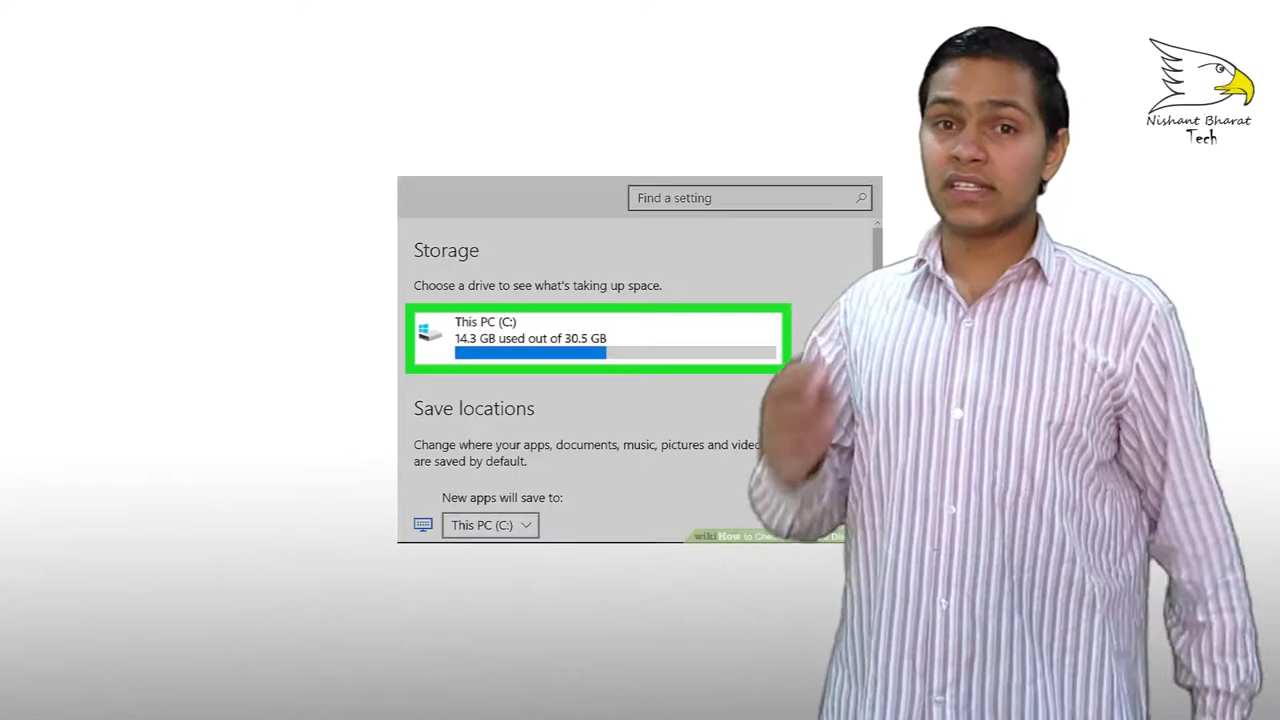 Nishant Bharat
Tech
Find a setting
Storage
Choose a drive to see what's taking up space.
This PC (C:)
14.3 GB used out of 30.5 GB
Save locations
Change where your apps, documents, music, pictures and
are saved by default.
New apps will save to:
This PC (C:)
wikiHow to